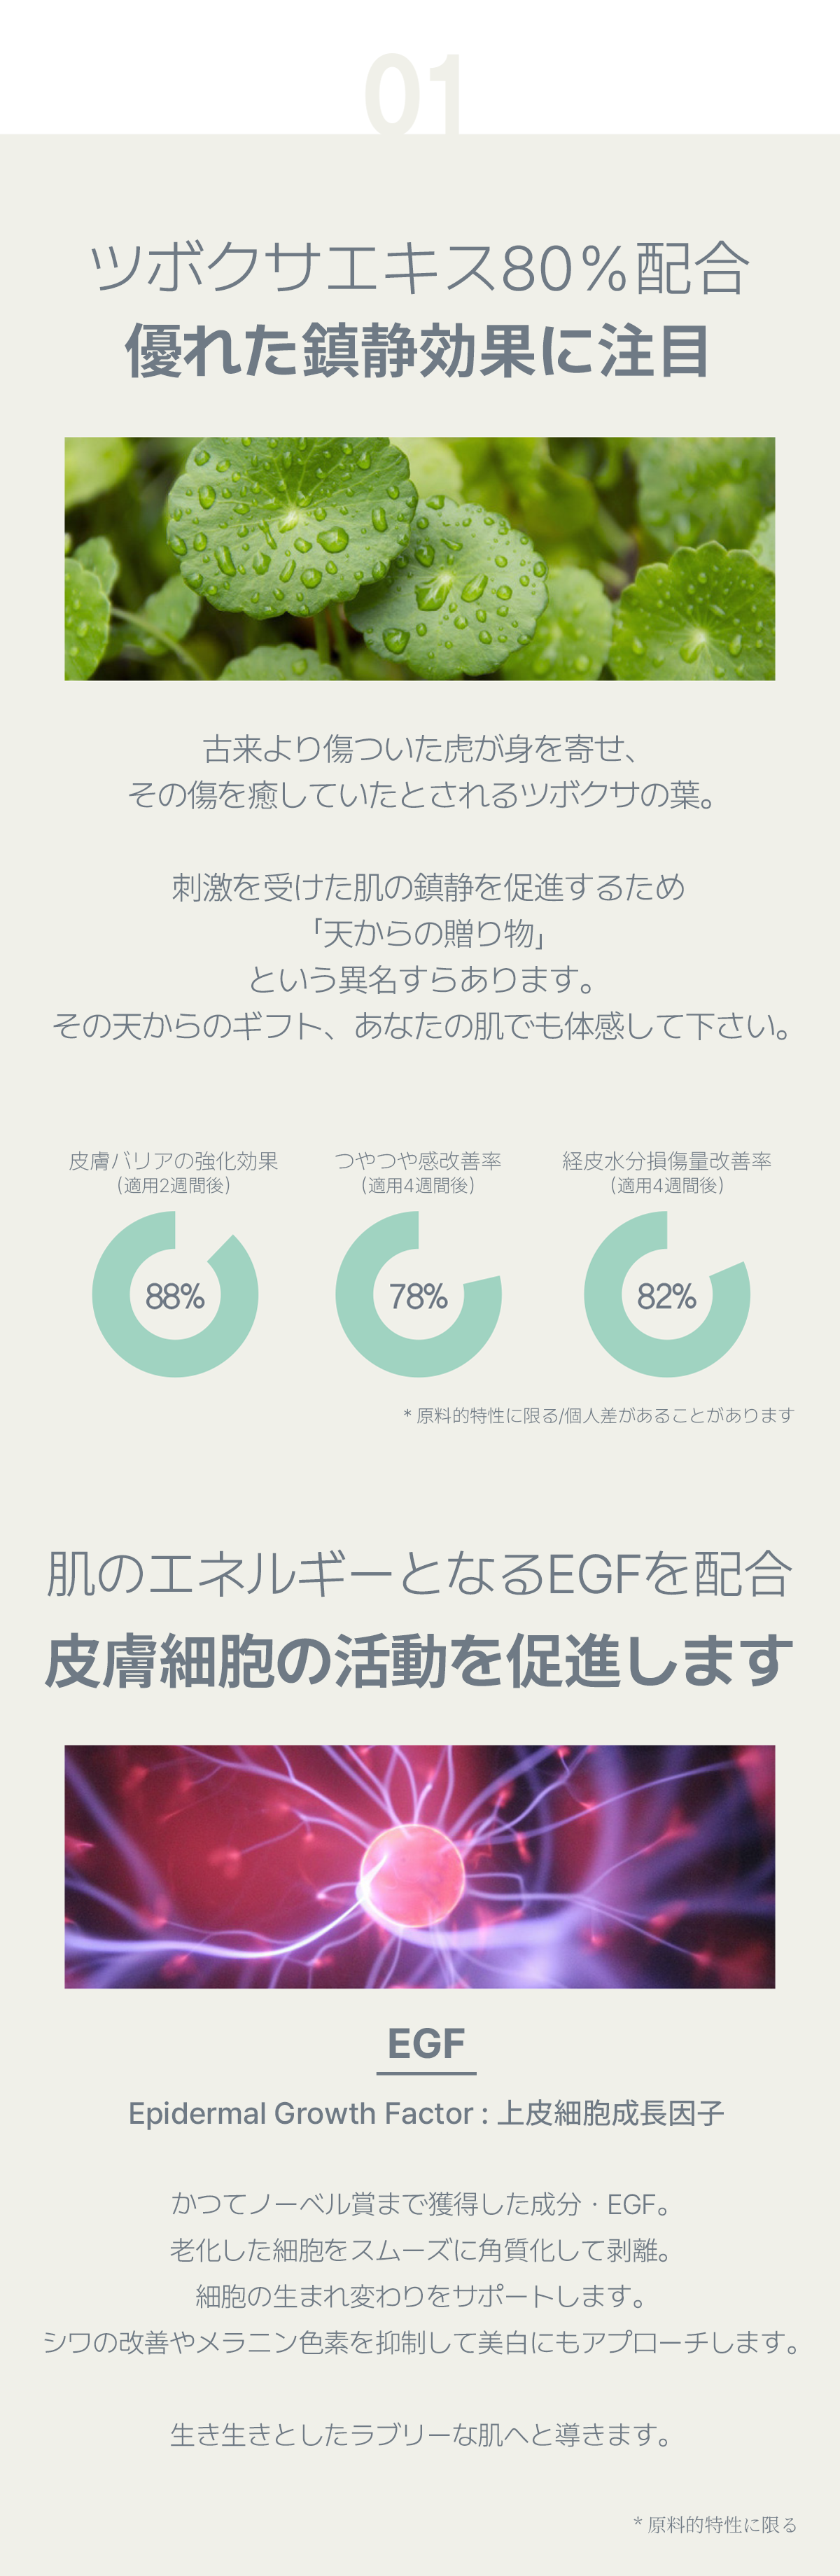 01
ツボクサエキス80％配合
優れた鎮静効果に注目
古来より傷ついた虎が身を寄せ、
その傷を癒していたとされるツボクサの葉。
刺激を受けた肌の鎮静を促進するため
「天からの贈り物」
という異名すらあります。
その天からのギフト、あなたの肌でも体感して下さい。
皮膚バリアの強化効果
（適用2週間後）
88%
つやつや感改善率
（適用4週間後）
78%
経皮水分損傷量改善率
（適用4週間後）
82%
* 原料的特性に限る/個人差があることがあります
肌のエネルギーとなるEGFを配合
皮膚細胞の活動を促進します
EGF
Epidermal Growth Factor : 上皮細胞成長因子
かつてノーベル賞まで獲得した成分・EGF。
老化した細胞をスムーズに角質化して剥離。
細胞の生まれ変わりをサポートします。
シワの改善やメラニン色素を抑制して美白にもアプローチします。
生き生きとしたラブリーな肌へと導きます。
* 原料的特性に限る